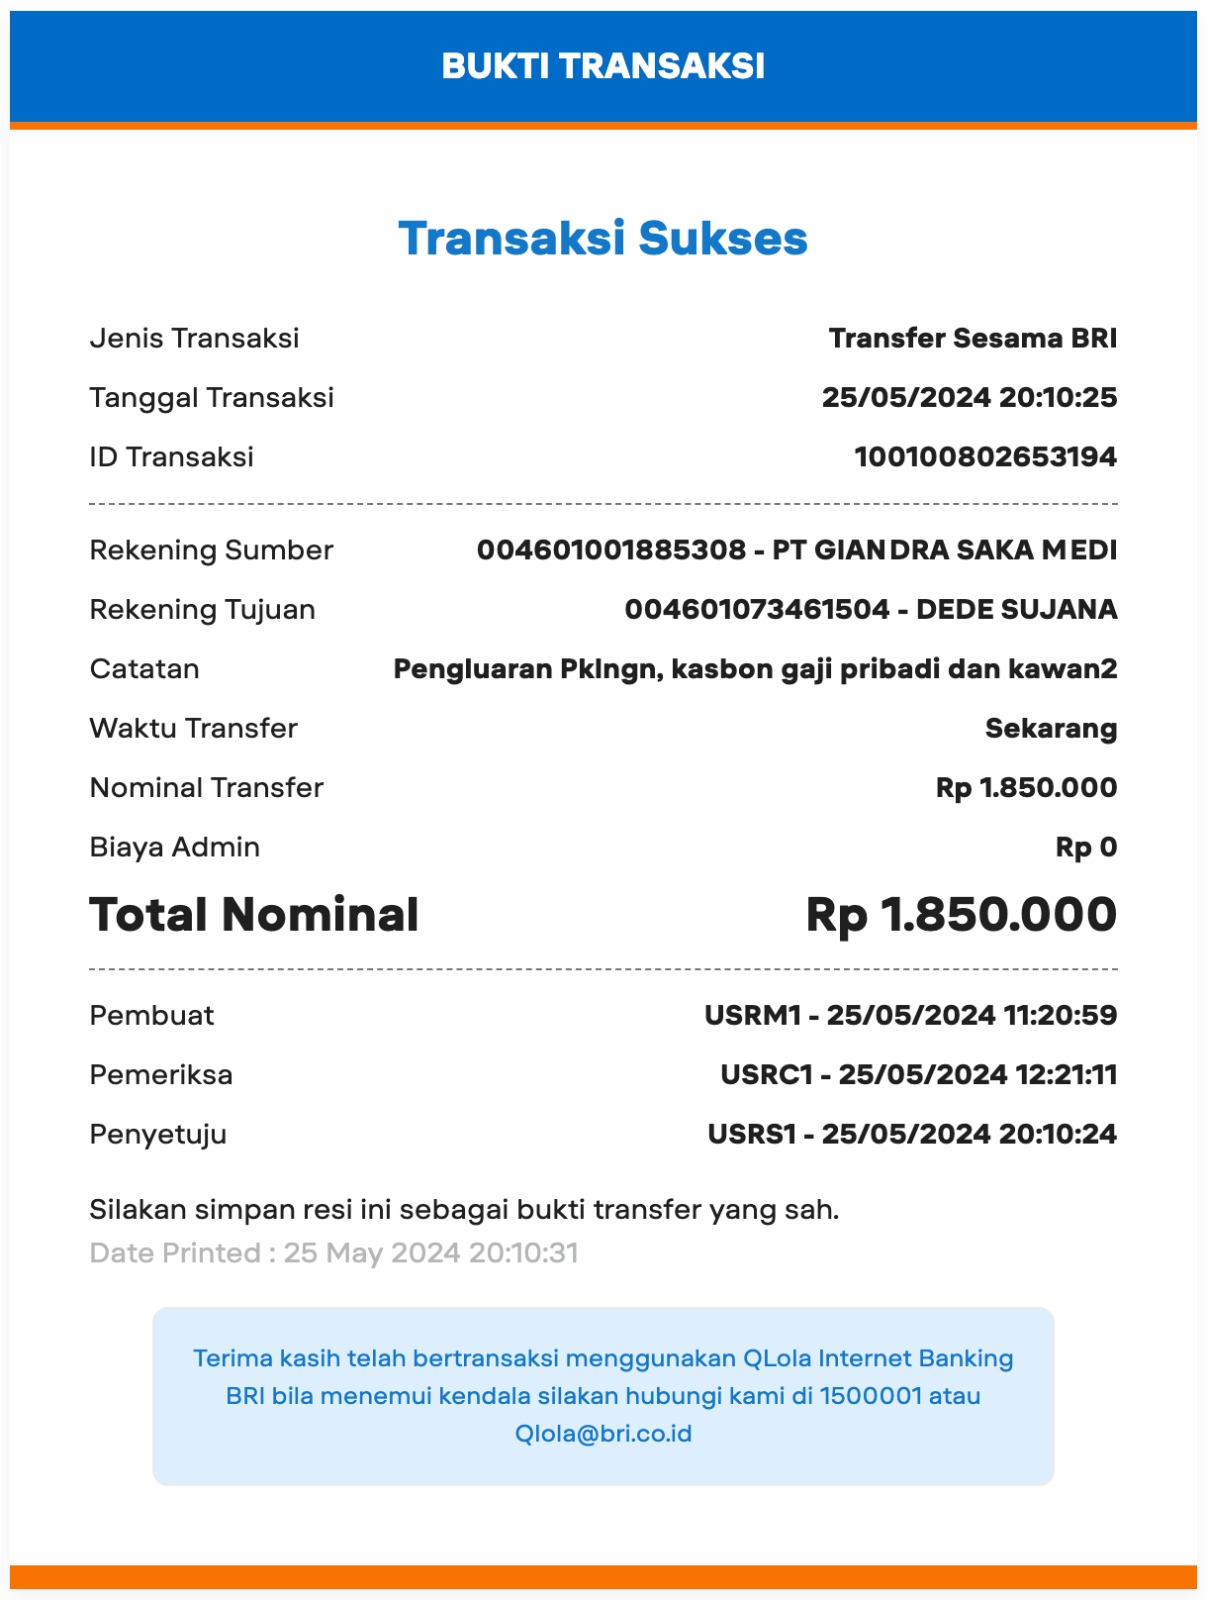 BUKTI TRANSAKSI
Transaksi Sukses
Jenis Transaksi Transfer Sesama BRI
Tanggal Transaksi 25/05/2024 20:10:25
ID Transaksi 100100802653194
Rekening Sumber 004601001885308 - PT GIANDRA SAKA MEDI
Rekening Tujuan 004601073461504 - DEDE SUJANA
Catatan Pengluaran Pklngn, kasbon gaji pribadi dan kawan2
Waktu Transfer Sekarang
Nominal Transfer Rp 1.850.000
Biaya Admin Rp 0
Total Nominal Rp 1.850.000
Pembuat USRM1 - 25/05/2024 11:20:59
Pemeriksa USRC1 - 25/05/2024 12:21:11
Penyetuju USRS1 - 25/05/2024 20:10:24
Silakan simpan resi ini sebagai bukti transfer yang sah.
Date Printed : 25 May 2024 20:10:31
Terima kasih telah bertransaksi menggunakan QLola Internet Banking
BRI bila menemui kendala silakan hubungi kami di 1500001 atau
Qlola@bri.co.id